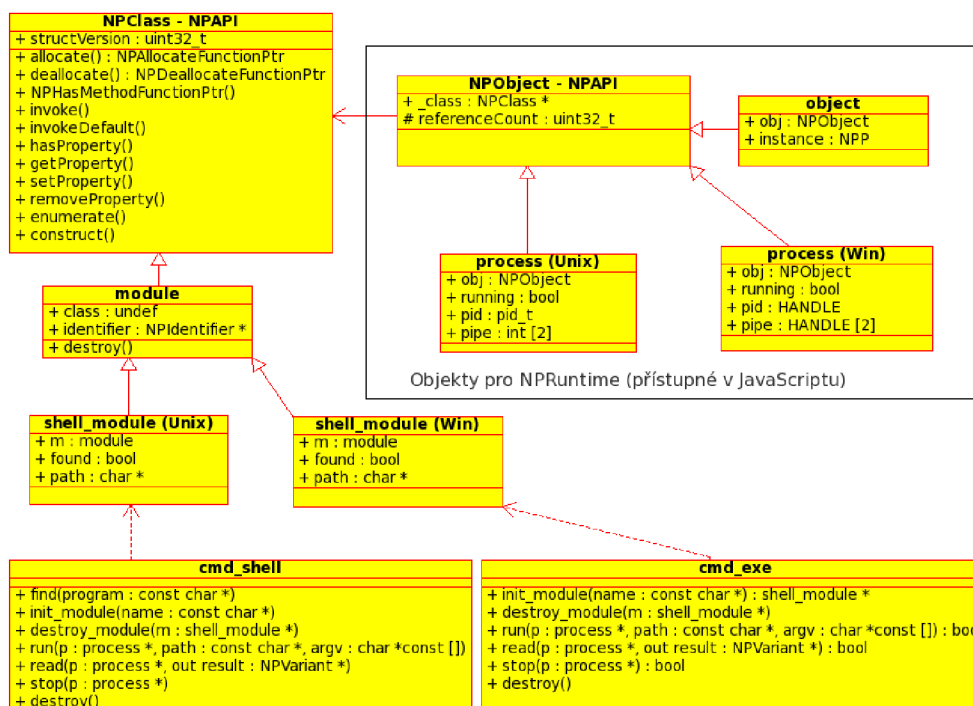 NPClass - NPAPI
+ structVersion : uint32_t
+ allocate() : NPAllocateFunctionPtr
+ deallocate() : NPDeallocateFunctionPtr
+ NPHasMethodFunctionPtr()
+ invoke()
+ invokeDefault()
+ hasProperty()
+ getProperty()
+ setProperty()
+ removeProperty()
+ enumerate()
+ construct()
NPObject - NPAPI
+ _class : NPClass *
# referenceCount : uint32_t
object
+ obj : NPObject
+ instance : NPP
process (Unix)
+ obj : NPObject
+ running : bool
+ pid : pid_t
+ pipe : int [2]
process (Win)
+ obj : NPObject
+ running : bool
+ pid : HANDLE
+ pipe : HANDLE [2]
Objekty pro NPRuntime (přístupné v JavaScriptu)
module
+ class : undef
+ identifier : NPIdentifier *
+ destroy()
shell_module (Unix)
+ m : module
+ found : bool
+ path : char *
shell_module (Win)
+ m : module
+ found : bool
+ path : char *
cmd_shell
+ find(program : const char *)
+ init_module(name : const char *)
+ destroy_module(m : shell_module *)
+ run(p : process *, path : const char *, argv : char *const [])
+ read(p : process *, out result : NPVariant *)
+ stop(p : process *)
+ destroy()
cmd_exe
+ init_module(name : const char *) : shell_module *
+ destroy_module(m : shell_module *)
+ run(p : process *, path : const char *, argv : char *const []) :
+ read(p : process *, out result : NPVariant *) : bool
+ stop(p : process *) : bool
+ destroy()